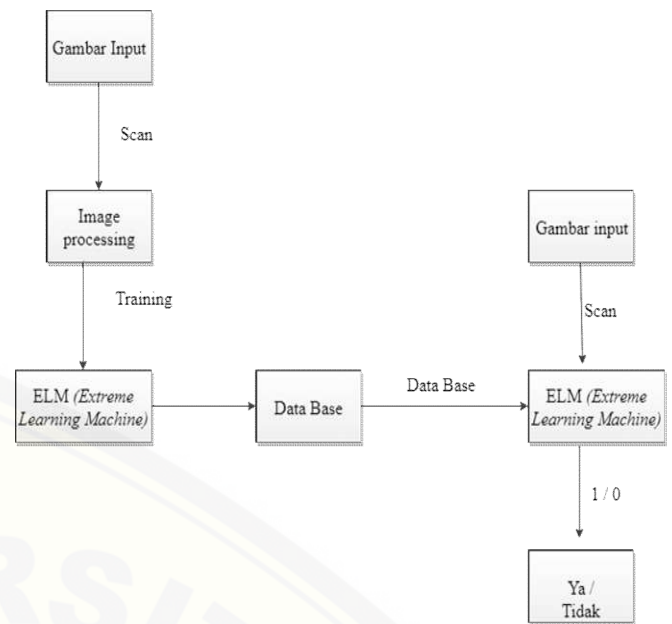 Gambar Input
Scan
Image
processing
Gambar input
Training
Scan
ELM (Extreme
Learning Machine)
Data Base
Data Base
ELM (Extreme
Learning Machine)
1 / 0
Ya /
Tidak
ERSIT